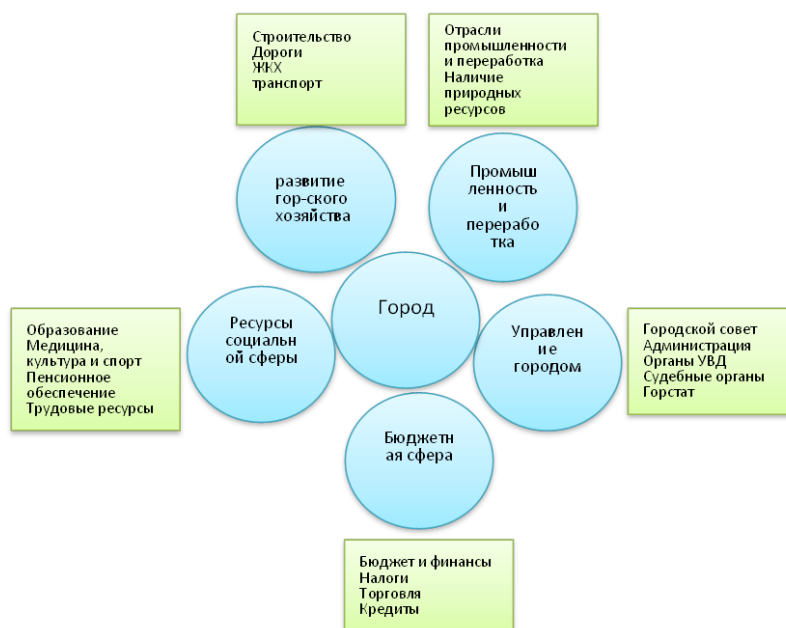 Строительство
Дороги
ЖКХ
транспорт
Отрасли
промышленности
и переработка
Наличие
природных
ресурсов
развитие
гор-ского
хозяйства
Промыш
ленность
и
перерабо
тка
Город
Образование
Медицина,
культура и спорт
Пенсионное
обеспечение
Трудовые ресурсы
Ресурсы
социальн
ой сферы
Управлен
ие
городом
Городской совет
Администрация
Органы УВД
Судебные органы
Горстат
Бюджетн
ая сфера
Бюджет и финансы
Налоги
Торговля
Кредиты